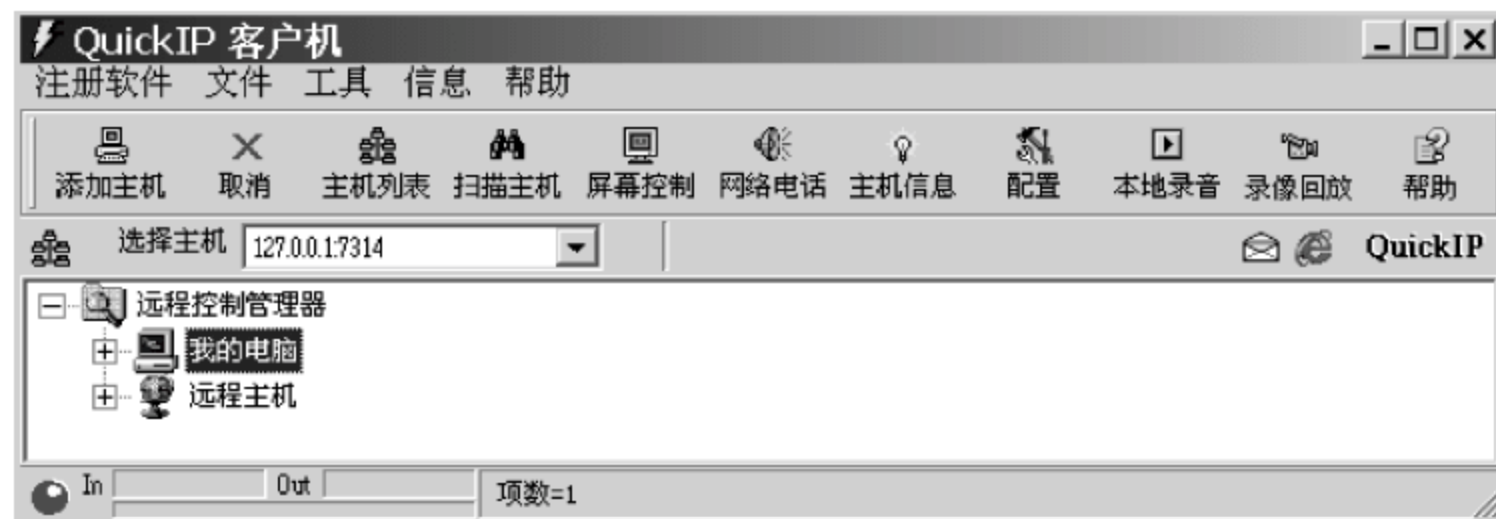 QuickIP 客户机
注册软件 文件 工具 信息 帮助
添加主机 取消 主机列表 扫描主机 屏幕控制 网络电话 主机信息 配置 本地录音 录像回放 帮助
选择主机 127.0.0.1:7314 QuickIP
远程控制管理器
我的电脑
远程主机
In Out 项数=1